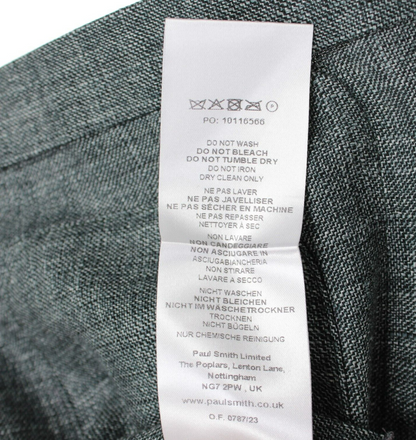 PO: 10116566
DO NOT WASH
DO NOT BLEACH
DO NOT TUMBLE DRY
DO NOT IRON
DRY CLEAN ONLY
NE PAS LAVER
NE PAS JAVELLISER
NE PAS SÉCHER EN MACHINE
NE PAS REPASSER
NETTOYER À SEC
NON LAVARE
NON CANDEGGIARE
NON ASCIUGARE IN
ASCIUGABIANCHERIA
NON STIRARE
LAVARE A SECCO
NICHT WASCHEN
NICHT BLEICHEN
NICHT IM WÄSCHETROCKNER
TROCKNEN
NICHT BÜGELN
NUR CHEMISCHE REINIGUNG
Paul Smith Limited
The Poplars, Lenton Lane,
Nottingham
NG7 2PW , UK
www.paulsmith.co.uk
O.F. 0787/23